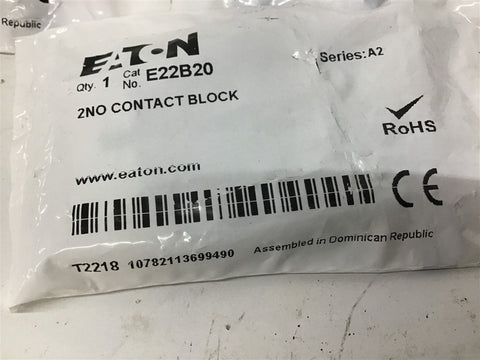 Republic
EATON
Qty. 1 Cat No. E22B20
Series: A2
2NO CONTACT BLOCK
RoHS
www.eaton.com
CE
T2218 10782113699490 Assembled in Dominican Republic